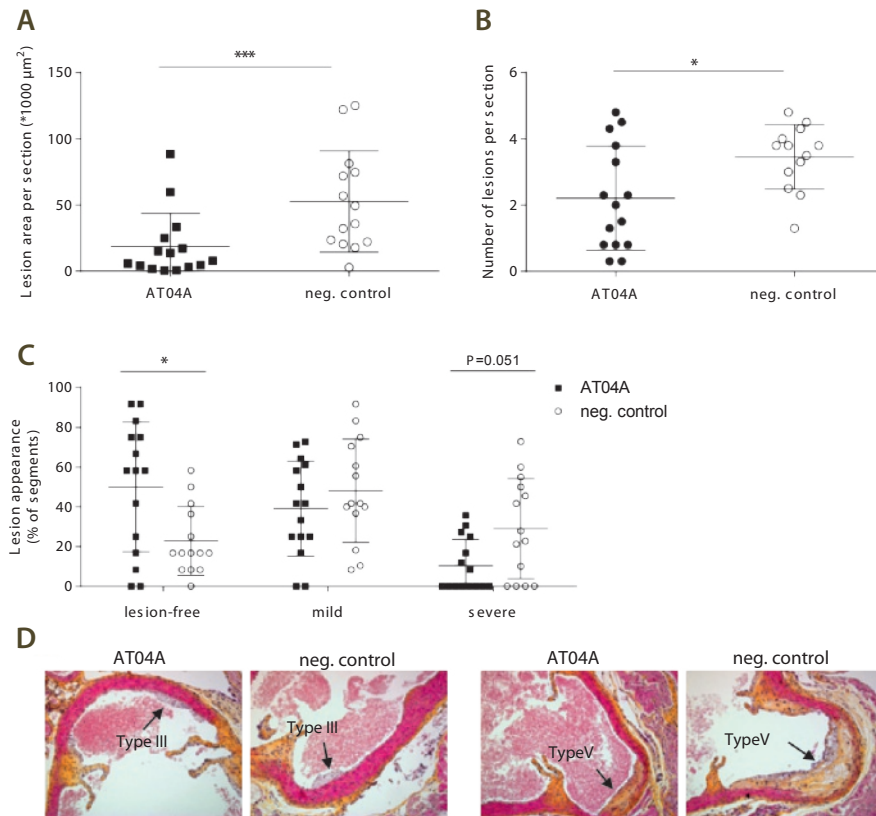 A
Lesion area per section (*1000 µm²)
150
100
50
0
***
AT04A
neg. control
B
Number of lesions per section
6
4
2
0
*
AT04A
neg. control
C
Lesion appearance
(% of segments)
100
80
60
40
20
0
*
P=0.051
AT04A
neg. control
lesion-free
mild
severe
D
AT04A
neg. control
AT04A
neg. control
Type III
Type III
TypeV
TypeV